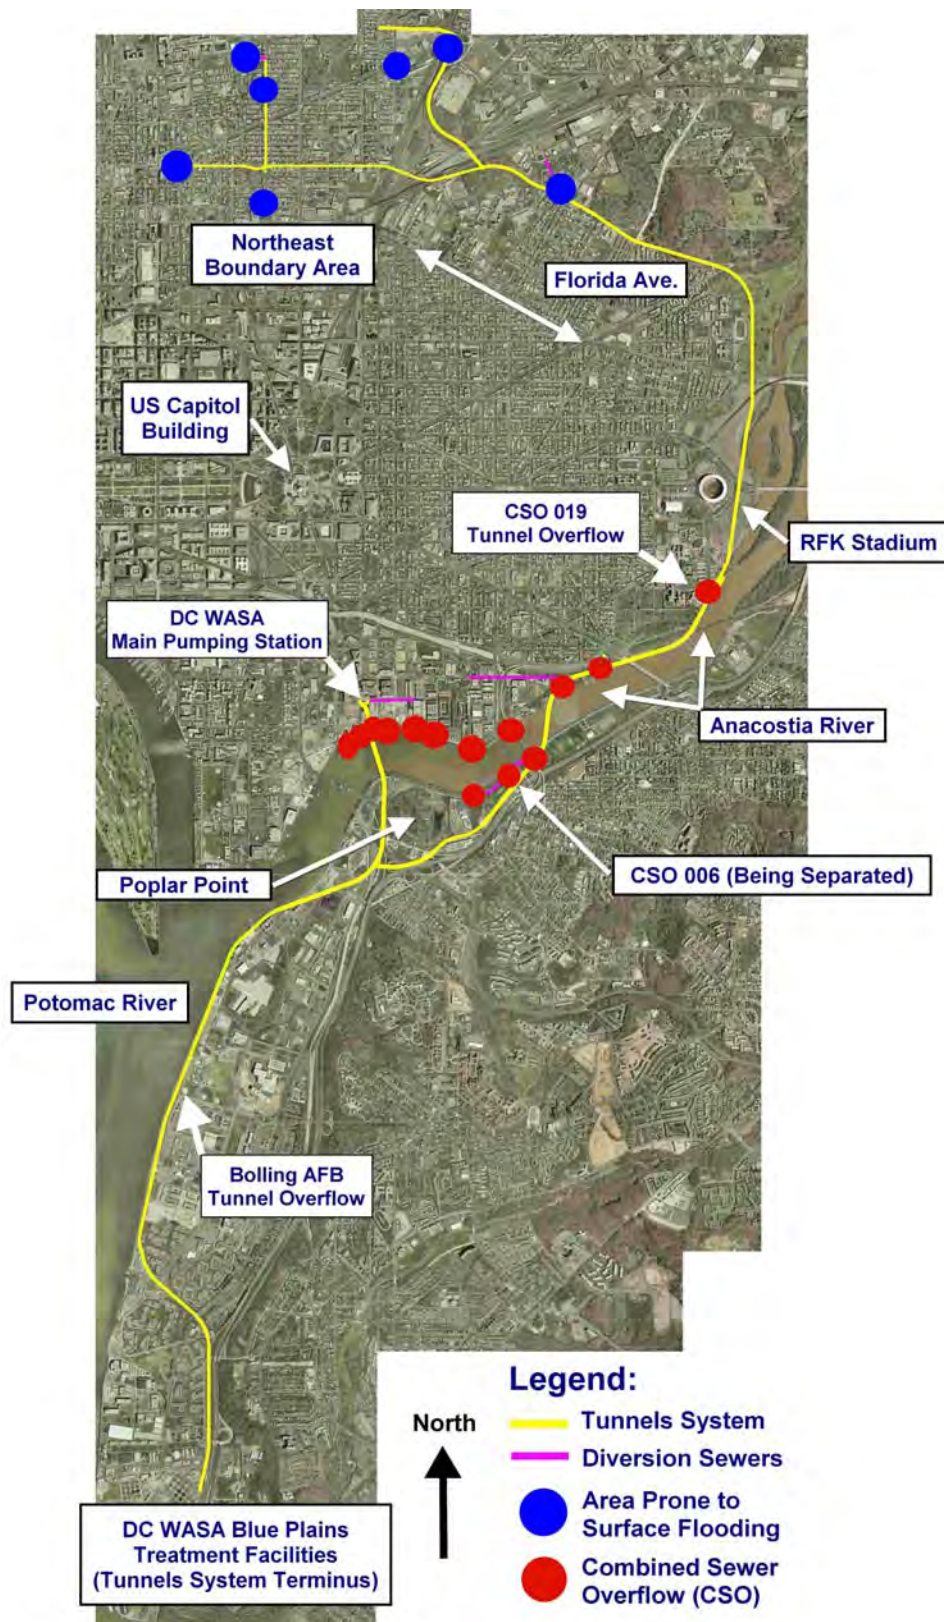 Northeast
Boundary Area
Florida Ave.
US Capitol
Building
CSO 019
Tunnel Overflow
RFK Stadium
DC WASA
Main Pumping Station
Anacostia River
Poplar Point
CSO 006 (Being Separated)
Potomac River
Bolling AFB
Tunnel Overflow
Legend:
North
Tunnels System
Diversion Sewers
Area Prone to
Surface Flooding
Combined Sewer
Overflow (CSO)
DC WASA Blue Plains
Treatment Facilities
(Tunnels System Terminus)